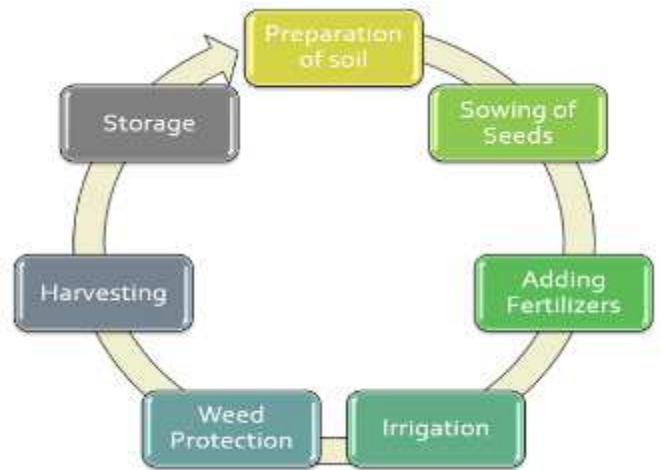 Preparation
of soil
Sowing of
Seeds
Adding
Fertilizers
Irrigation
Weed
Protection
Harvesting
Storage